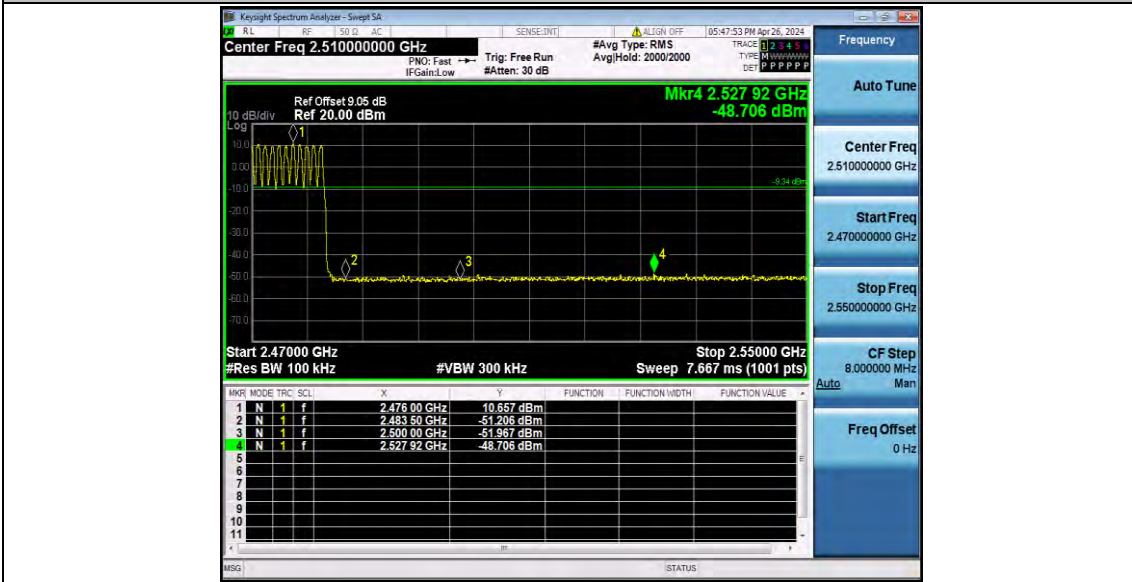 Keysight Spectrum Analyzer - Swept SA
RL RF 50 Ω AC SENSE:INT ALIGN OFF 05:47:53 PM Apr 26, 2024
Center Freq 2.510000000 GHz
PNO: Fast
IFGain:Low
Trig: Free Run
#Atten: 30 dB
#Avg Type: RMS
Avg|Hold: 2000/2000
TRACE 1 2 3 4 5
TYPE M
DET P P P P P P
Ref Offset 9.05 dB
10 dB/div Ref 20.00 dBm
Log
Mkr4 2.527 92 GHz
-48.706 dBm
10.0
0.00
-10.0
-20.0
-30.0
-40.0
-50.0
-60.0
-70.0
1
2
3
4
-9.34 dBm
Start 2.47000 GHz Stop 2.55000 GHz
#Res BW 100 kHz #VBW 300 kHz Sweep 7.667 ms (1001 pts)
MKR MODE TRC SCL X Y FUNCTION FUNCTION WIDTH FUNCTION VALUE
1 N 1 f 2.476 00 GHz 10.657 dBm
2 N 1 f 2.483 50 GHz -51.206 dBm
3 N 1 f 2.500 00 GHz -51.967 dBm
4 N 1 f 2.527 92 GHz -48.706 dBm
5
6
7
8
9
10
11
MSG STATUS
Frequency
Auto Tune
Center Freq
2.510000000 GHz
Start Freq
2.470000000 GHz
Stop Freq
2.550000000 GHz
CF Step
8.000000 MHz
Auto Man
Freq Offset
0 Hz